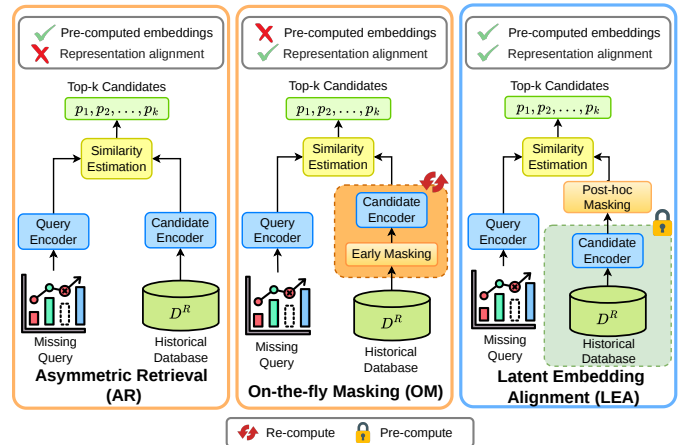 Pre-computed embeddings
Representation alignment
Top-k Candidates
p₁, p₂, . . . , pₖ
Similarity
Estimation
Query
Encoder
Candidate
Encoder
D^R
Missing
Query
Historical
Database
Asymmetric Retrieval
(AR)
Pre-computed embeddings
Representation alignment
Top-k Candidates
p₁, p₂, . . . , pₖ
Similarity
Estimation
Query
Encoder
Candidate
Encoder
Early Masking
D^R
Missing
Query
Historical
Database
On-the-fly Masking (OM)
Pre-computed embeddings
Representation alignment
Top-k Candidates
p₁, p₂, . . . , pₖ
Similarity
Estimation
Post-hoc
Masking
Query
Encoder
Candidate
Encoder
D^R
Missing
Query
Historical
Database
Latent Embedding
Alignment (LEA)
Re-compute
Pre-compute